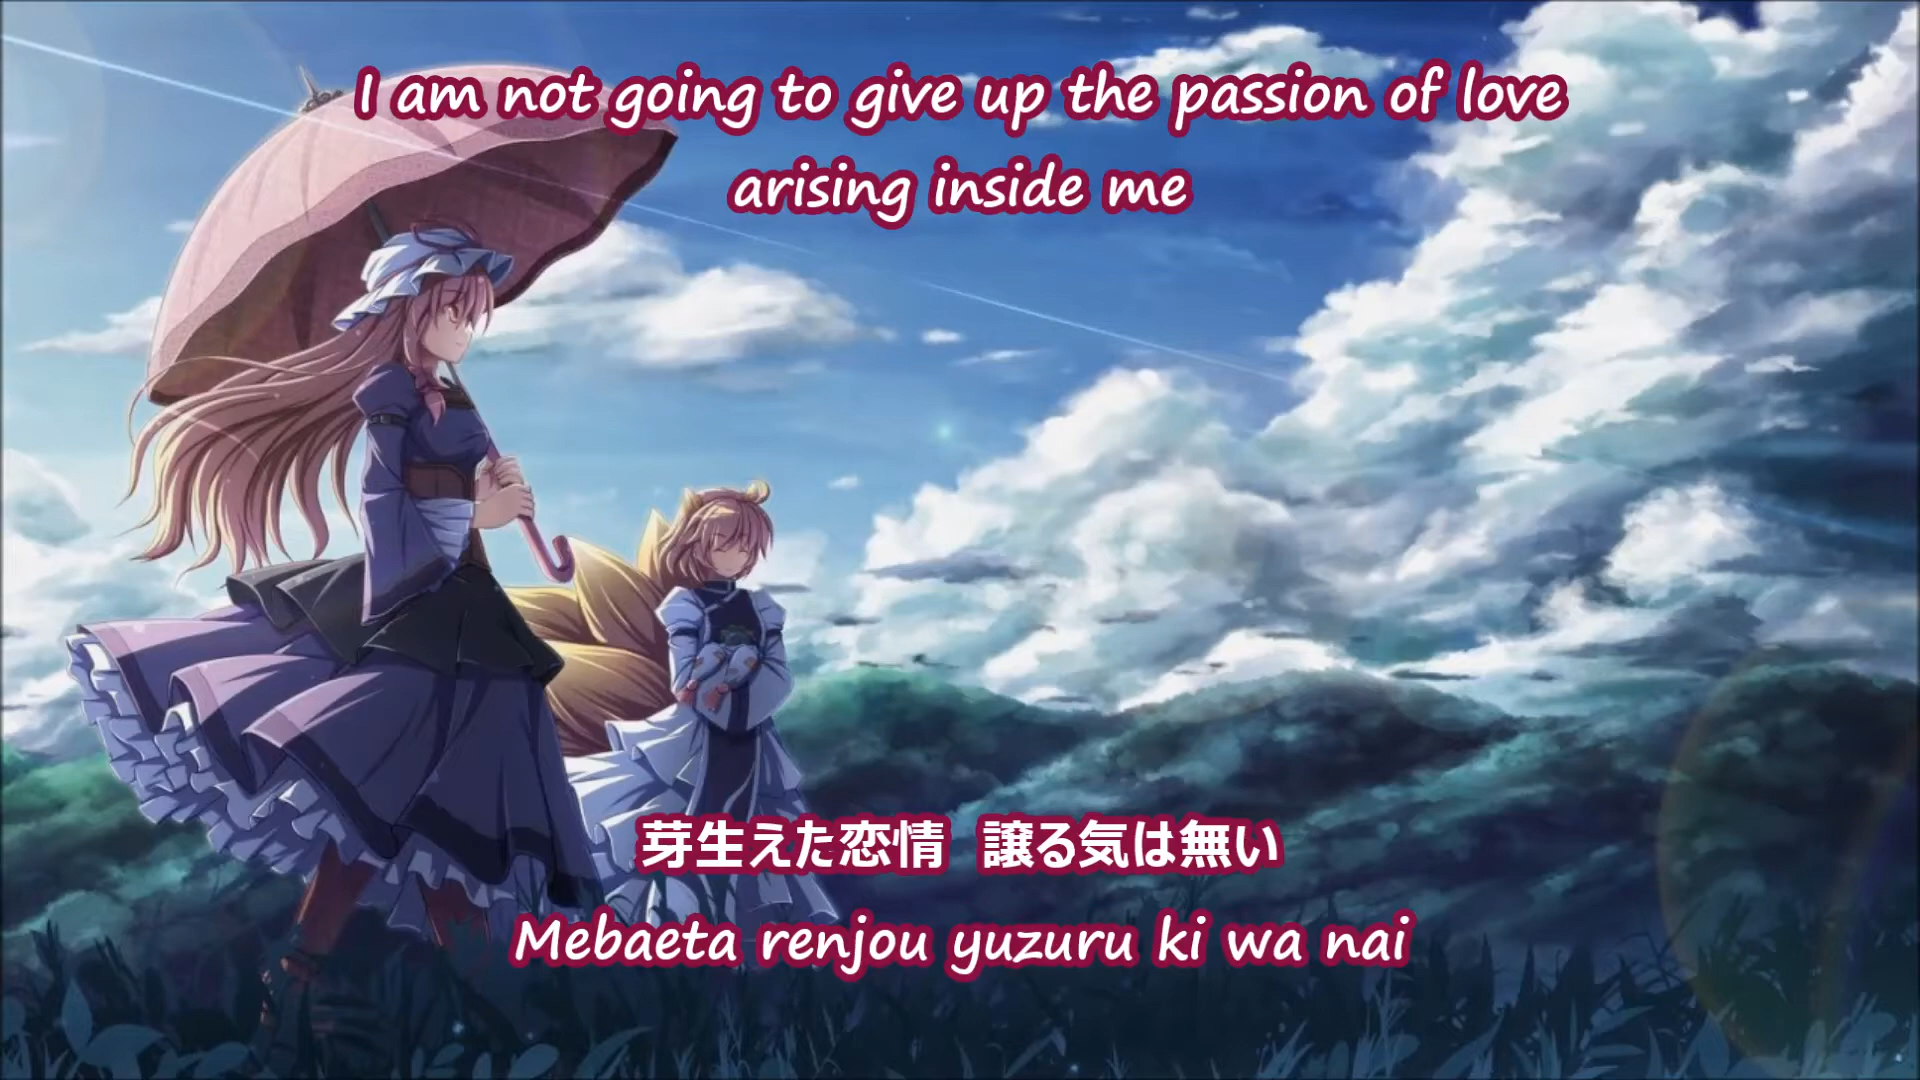 I am not going to give up the passion of love
arising inside me
芽生えた恋情　譲る気は無い
Mebaeta renjou yuzuru ki wa nai